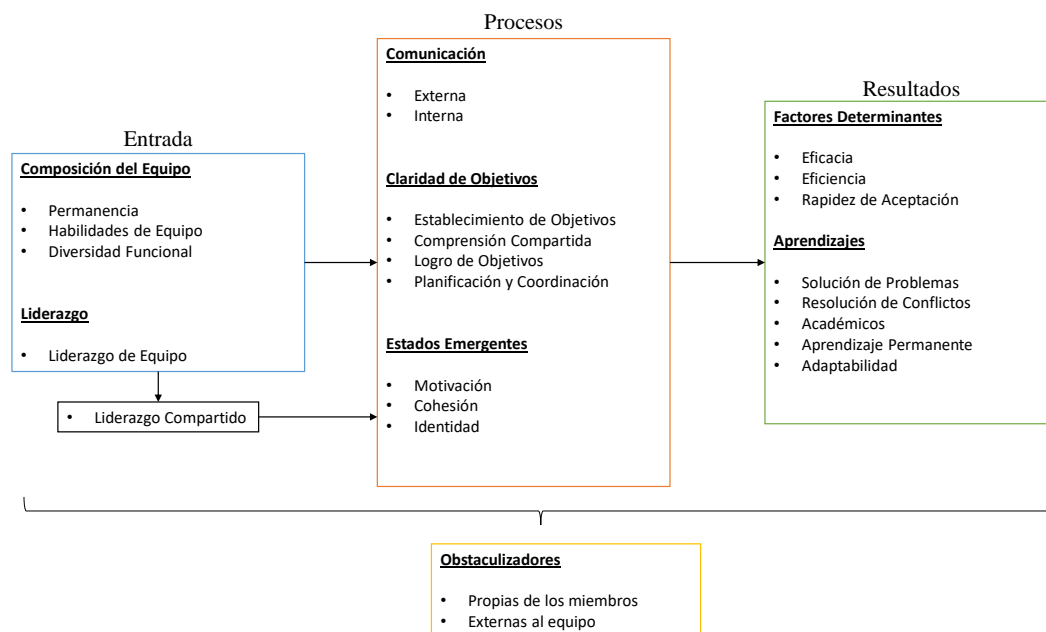 Entrada
Composición del Equipo
• Permanencia
• Habilidades de Equipo
• Diversidad Funcional
Liderazgo
• Liderazgo de Equipo
• Liderazgo Compartido
Procesos
Comunicación
• Externa
• Interna
Claridad de Objetivos
• Establecimiento de Objetivos
• Comprensión Compartida
• Logro de Objetivos
• Planificación y Coordinación
Estados Emergentes
• Motivación
• Cohesión
• Identidad
Resultados
Factores Determinantes
• Eficacia
• Eficiencia
• Rapidez de Aceptación
Aprendizajes
• Solución de Problemas
• Resolución de Conflictos
• Académicos
• Aprendizaje Permanente
• Adaptabilidad
Obstaculizadores
• Propias de los miembros
• Externas al equipo